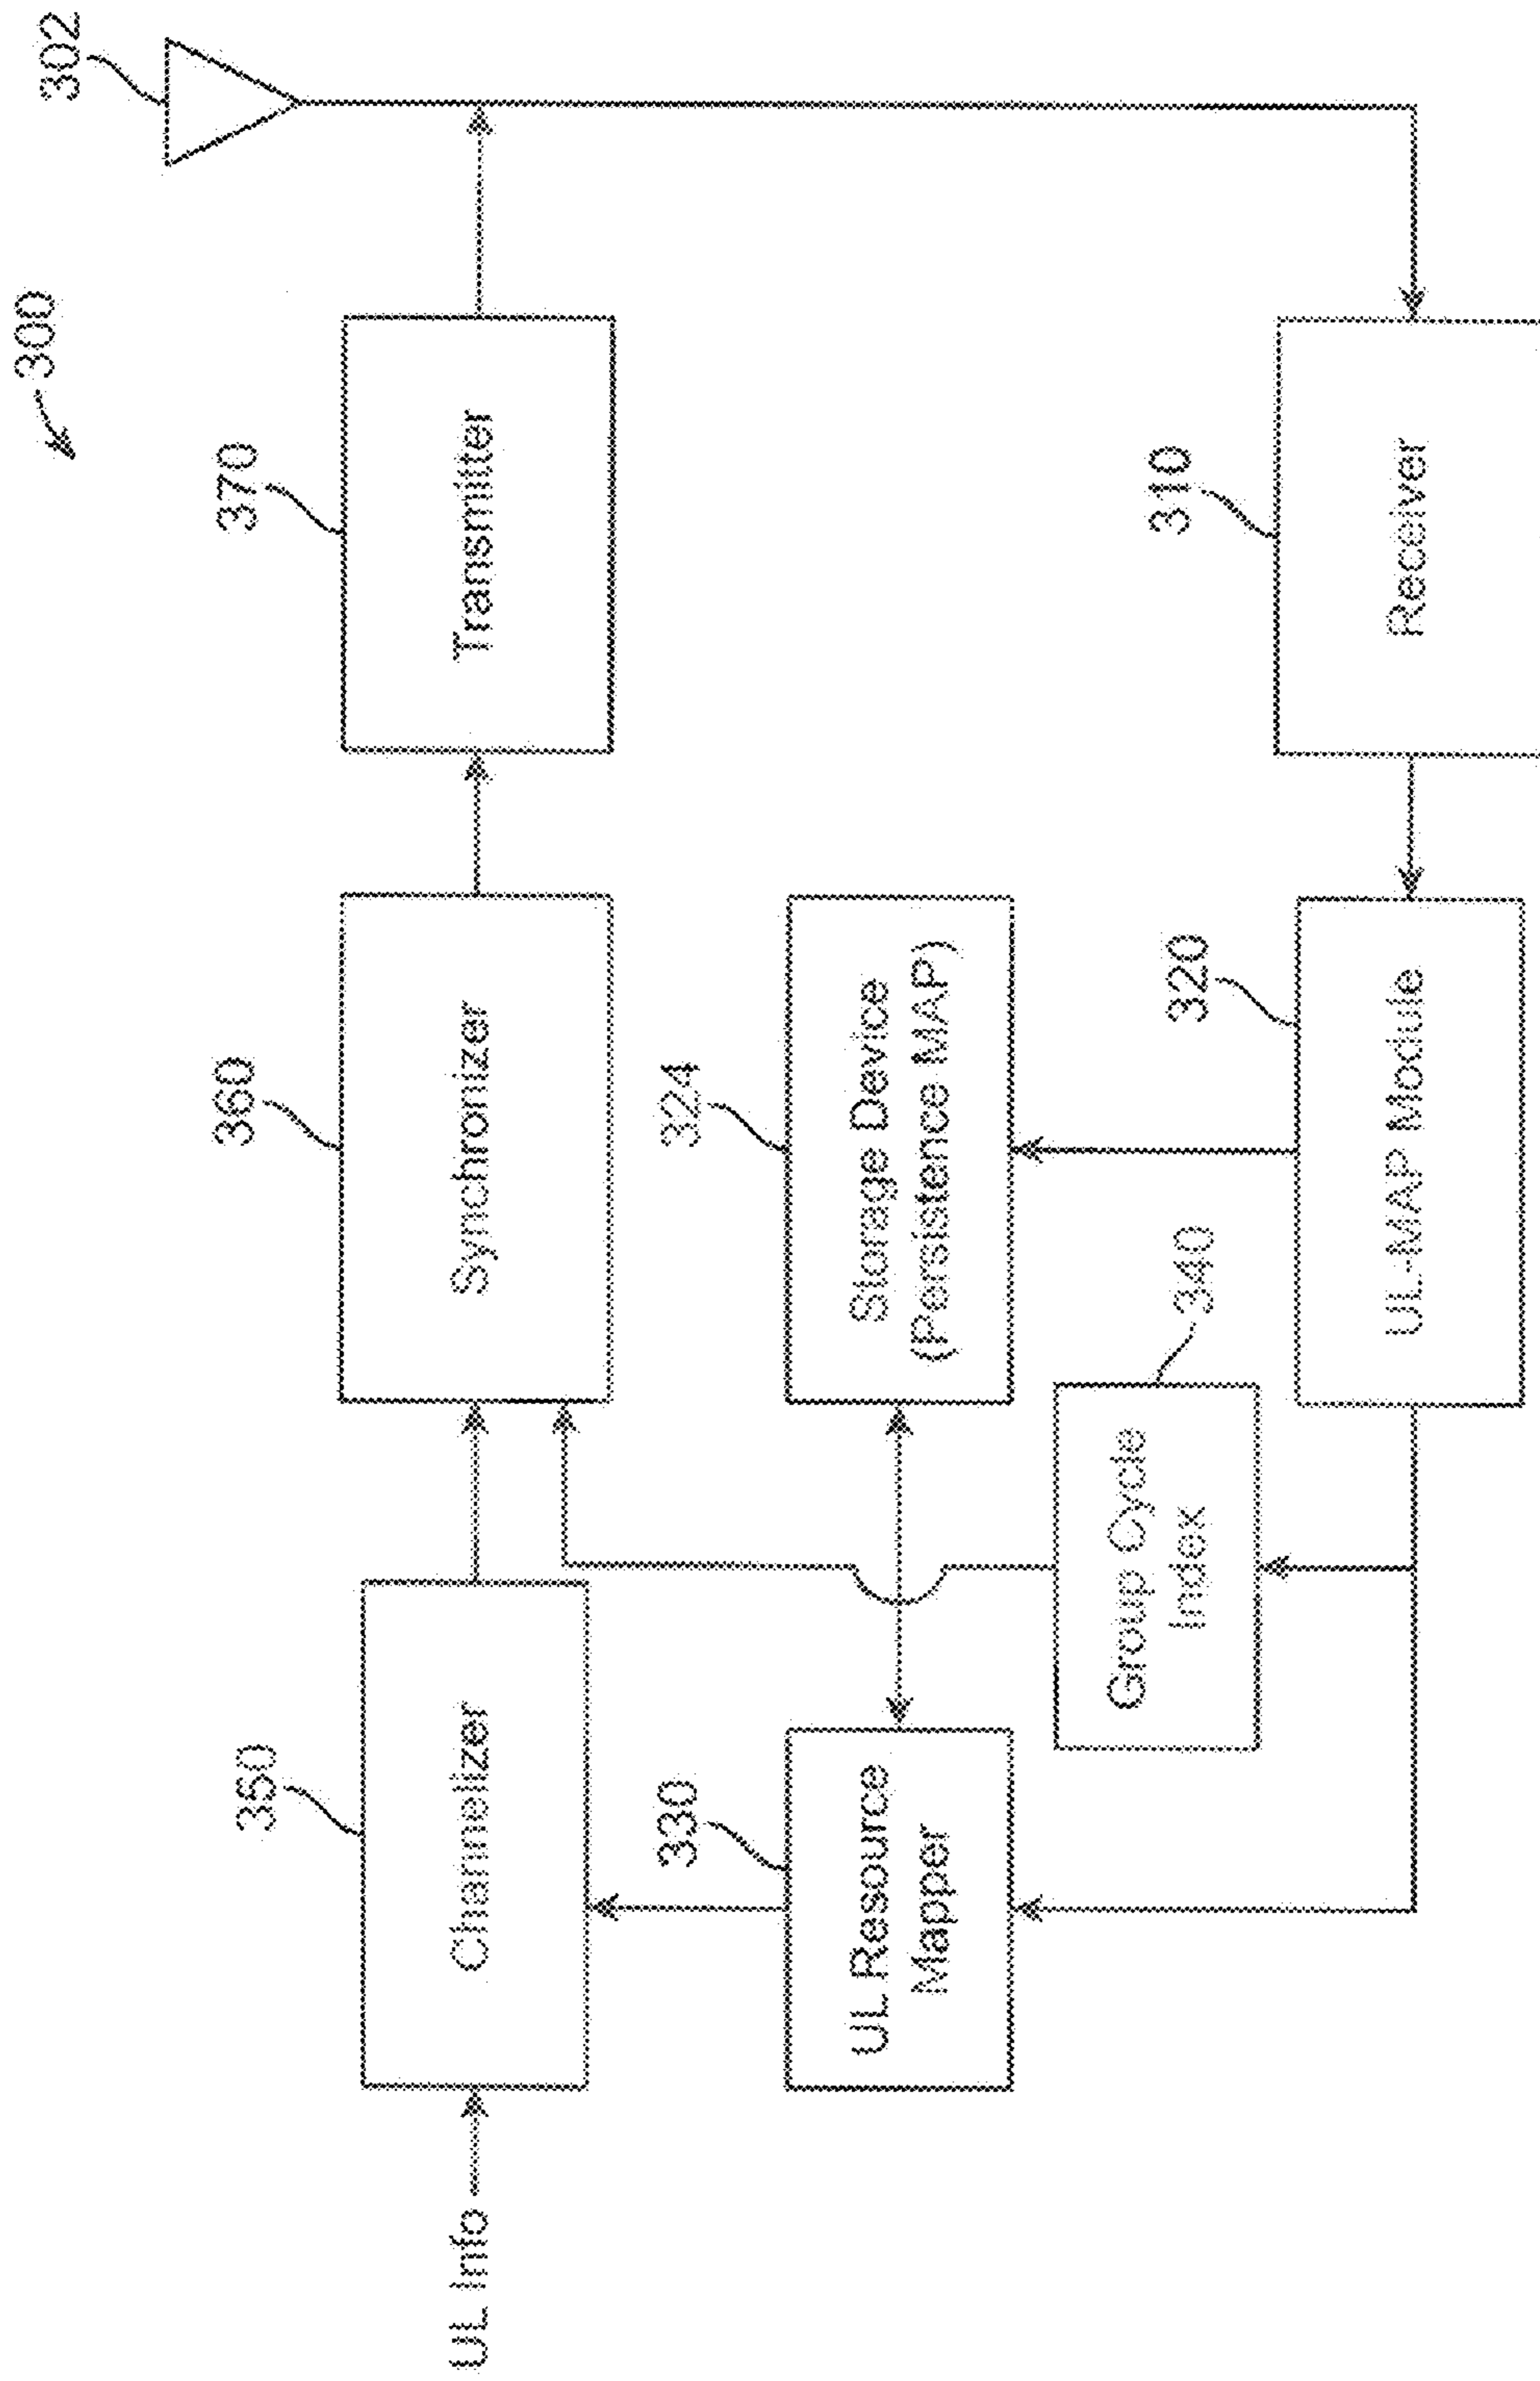 300
302
350
360
370
UL Info
Channelizer
Synchronizer
Transmitter
330
324
UL Resource
Mapper
Storage Device
(Persistence MAP)
340
Group Cycle
Index
320
310
UL-MAP Module
Receiver